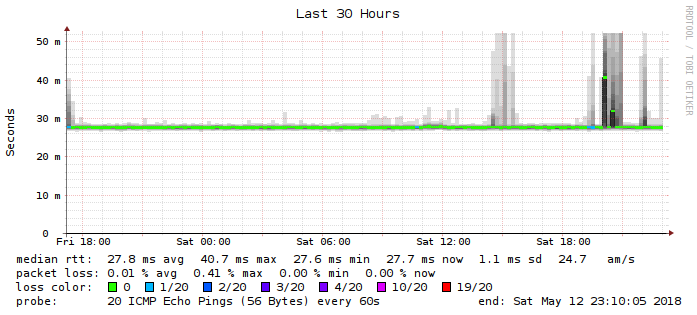 Last 30 Hours
RRDTOOL / TOBI OETIKER
Seconds
50 m
40 m
30 m
20 m
10 m
0
Fri 18:00 Sat 00:00 Sat 06:00 Sat 12:00 Sat 18:00
median rtt: 27.8 ms avg 40.7 ms max 27.6 ms min 27.7 ms now 1.1 ms sd 24.7 am/s
packet loss: 0.01 % avg 0.41 % max 0.00 % min 0.00 % now
loss color: 0 1/20 2/20 3/20 4/20 10/20 19/20
probe: 20 ICMP Echo Pings (56 Bytes) every 60s end: Sat May 12 23:10:05 2018